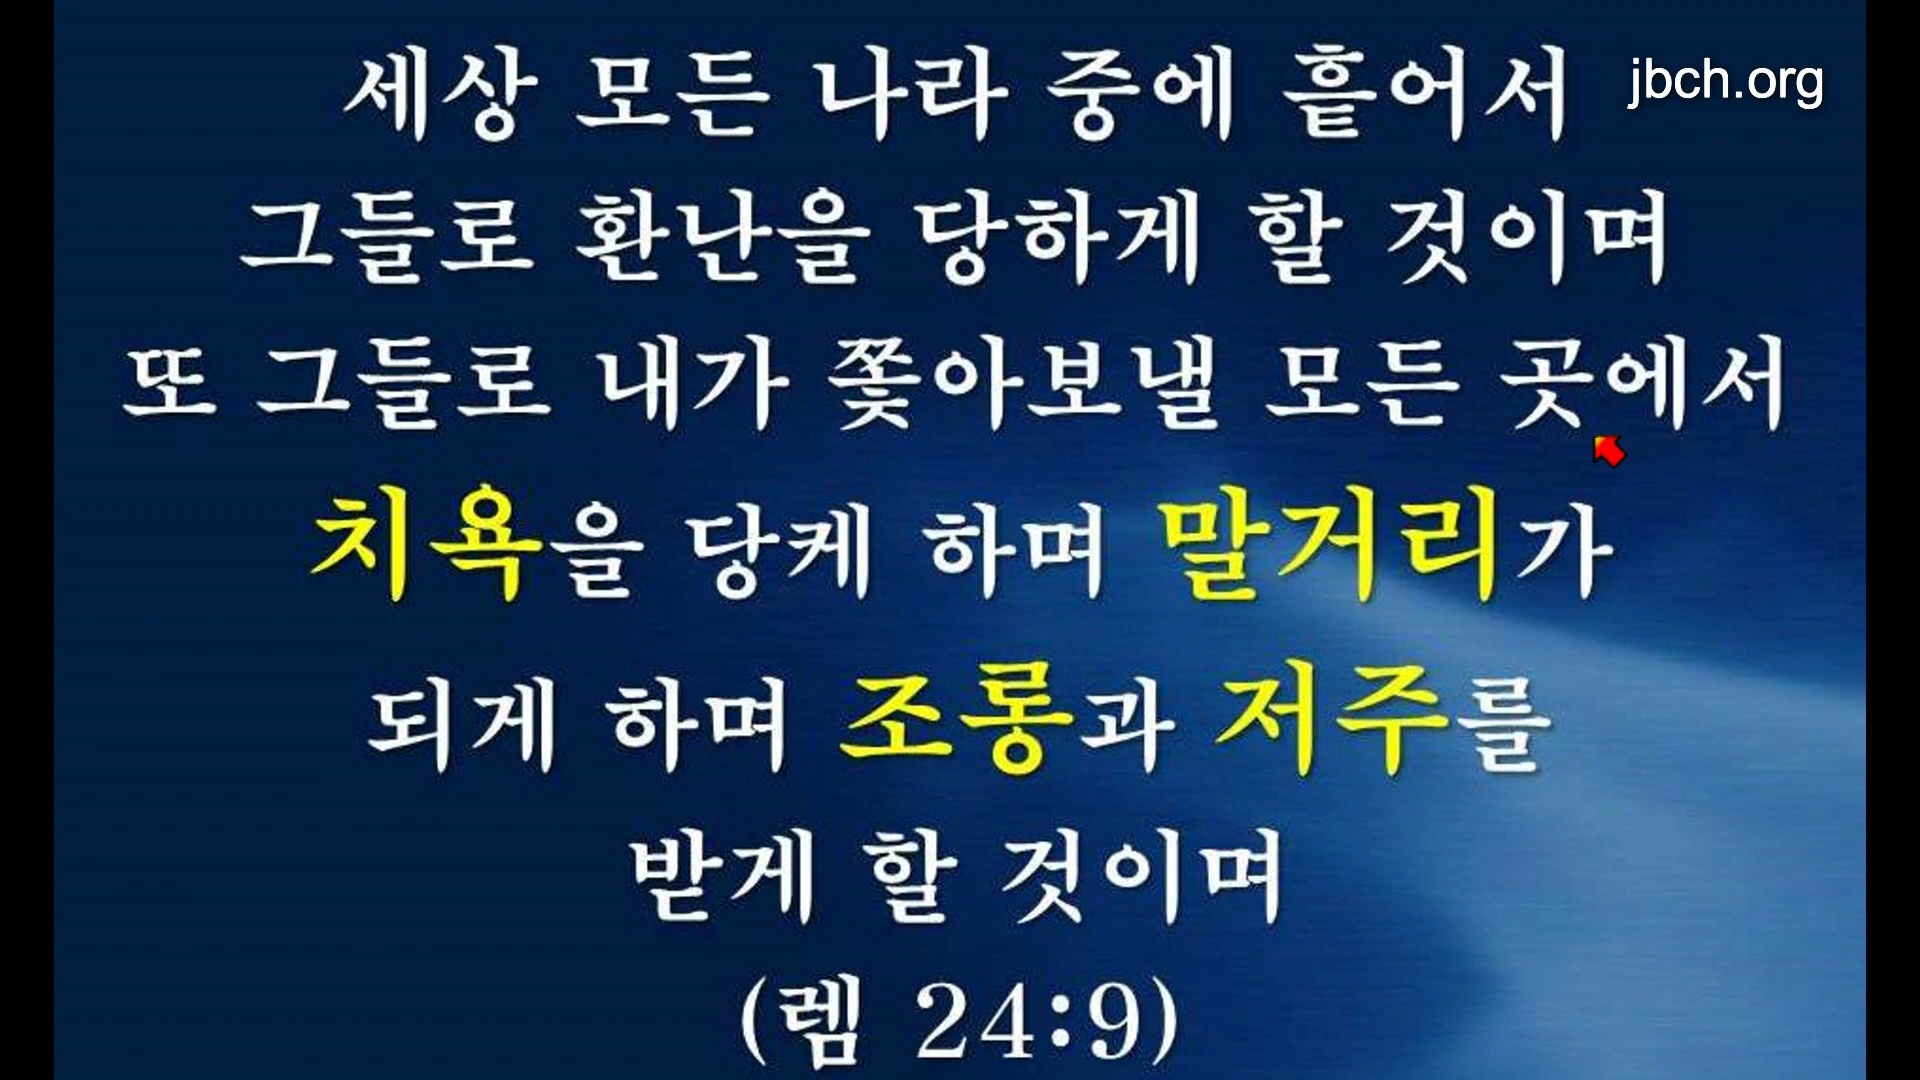 세상 모든 나라 중에 흩어서
jbch.org
그들로 환난을 당하게 할 것이며
또 그들로 내가 쫓아보낼 모든 곳에서
치욕을 당케 하며 말거리가
되게 하며 조롱과 저주를
받게 할 것이며
(렘 24:9)